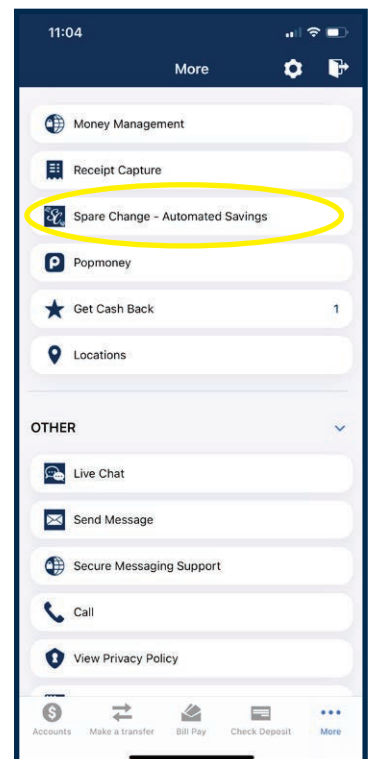 11:04
More
Money Management
Receipt Capture
Spare Change - Automated Savings
Popmoney
Get Cash Back 1
Locations
OTHER
Live Chat
Send Message
Secure Messaging Support
Call
View Privacy Policy
Accounts Make a transfer Bill Pay Check Deposit More